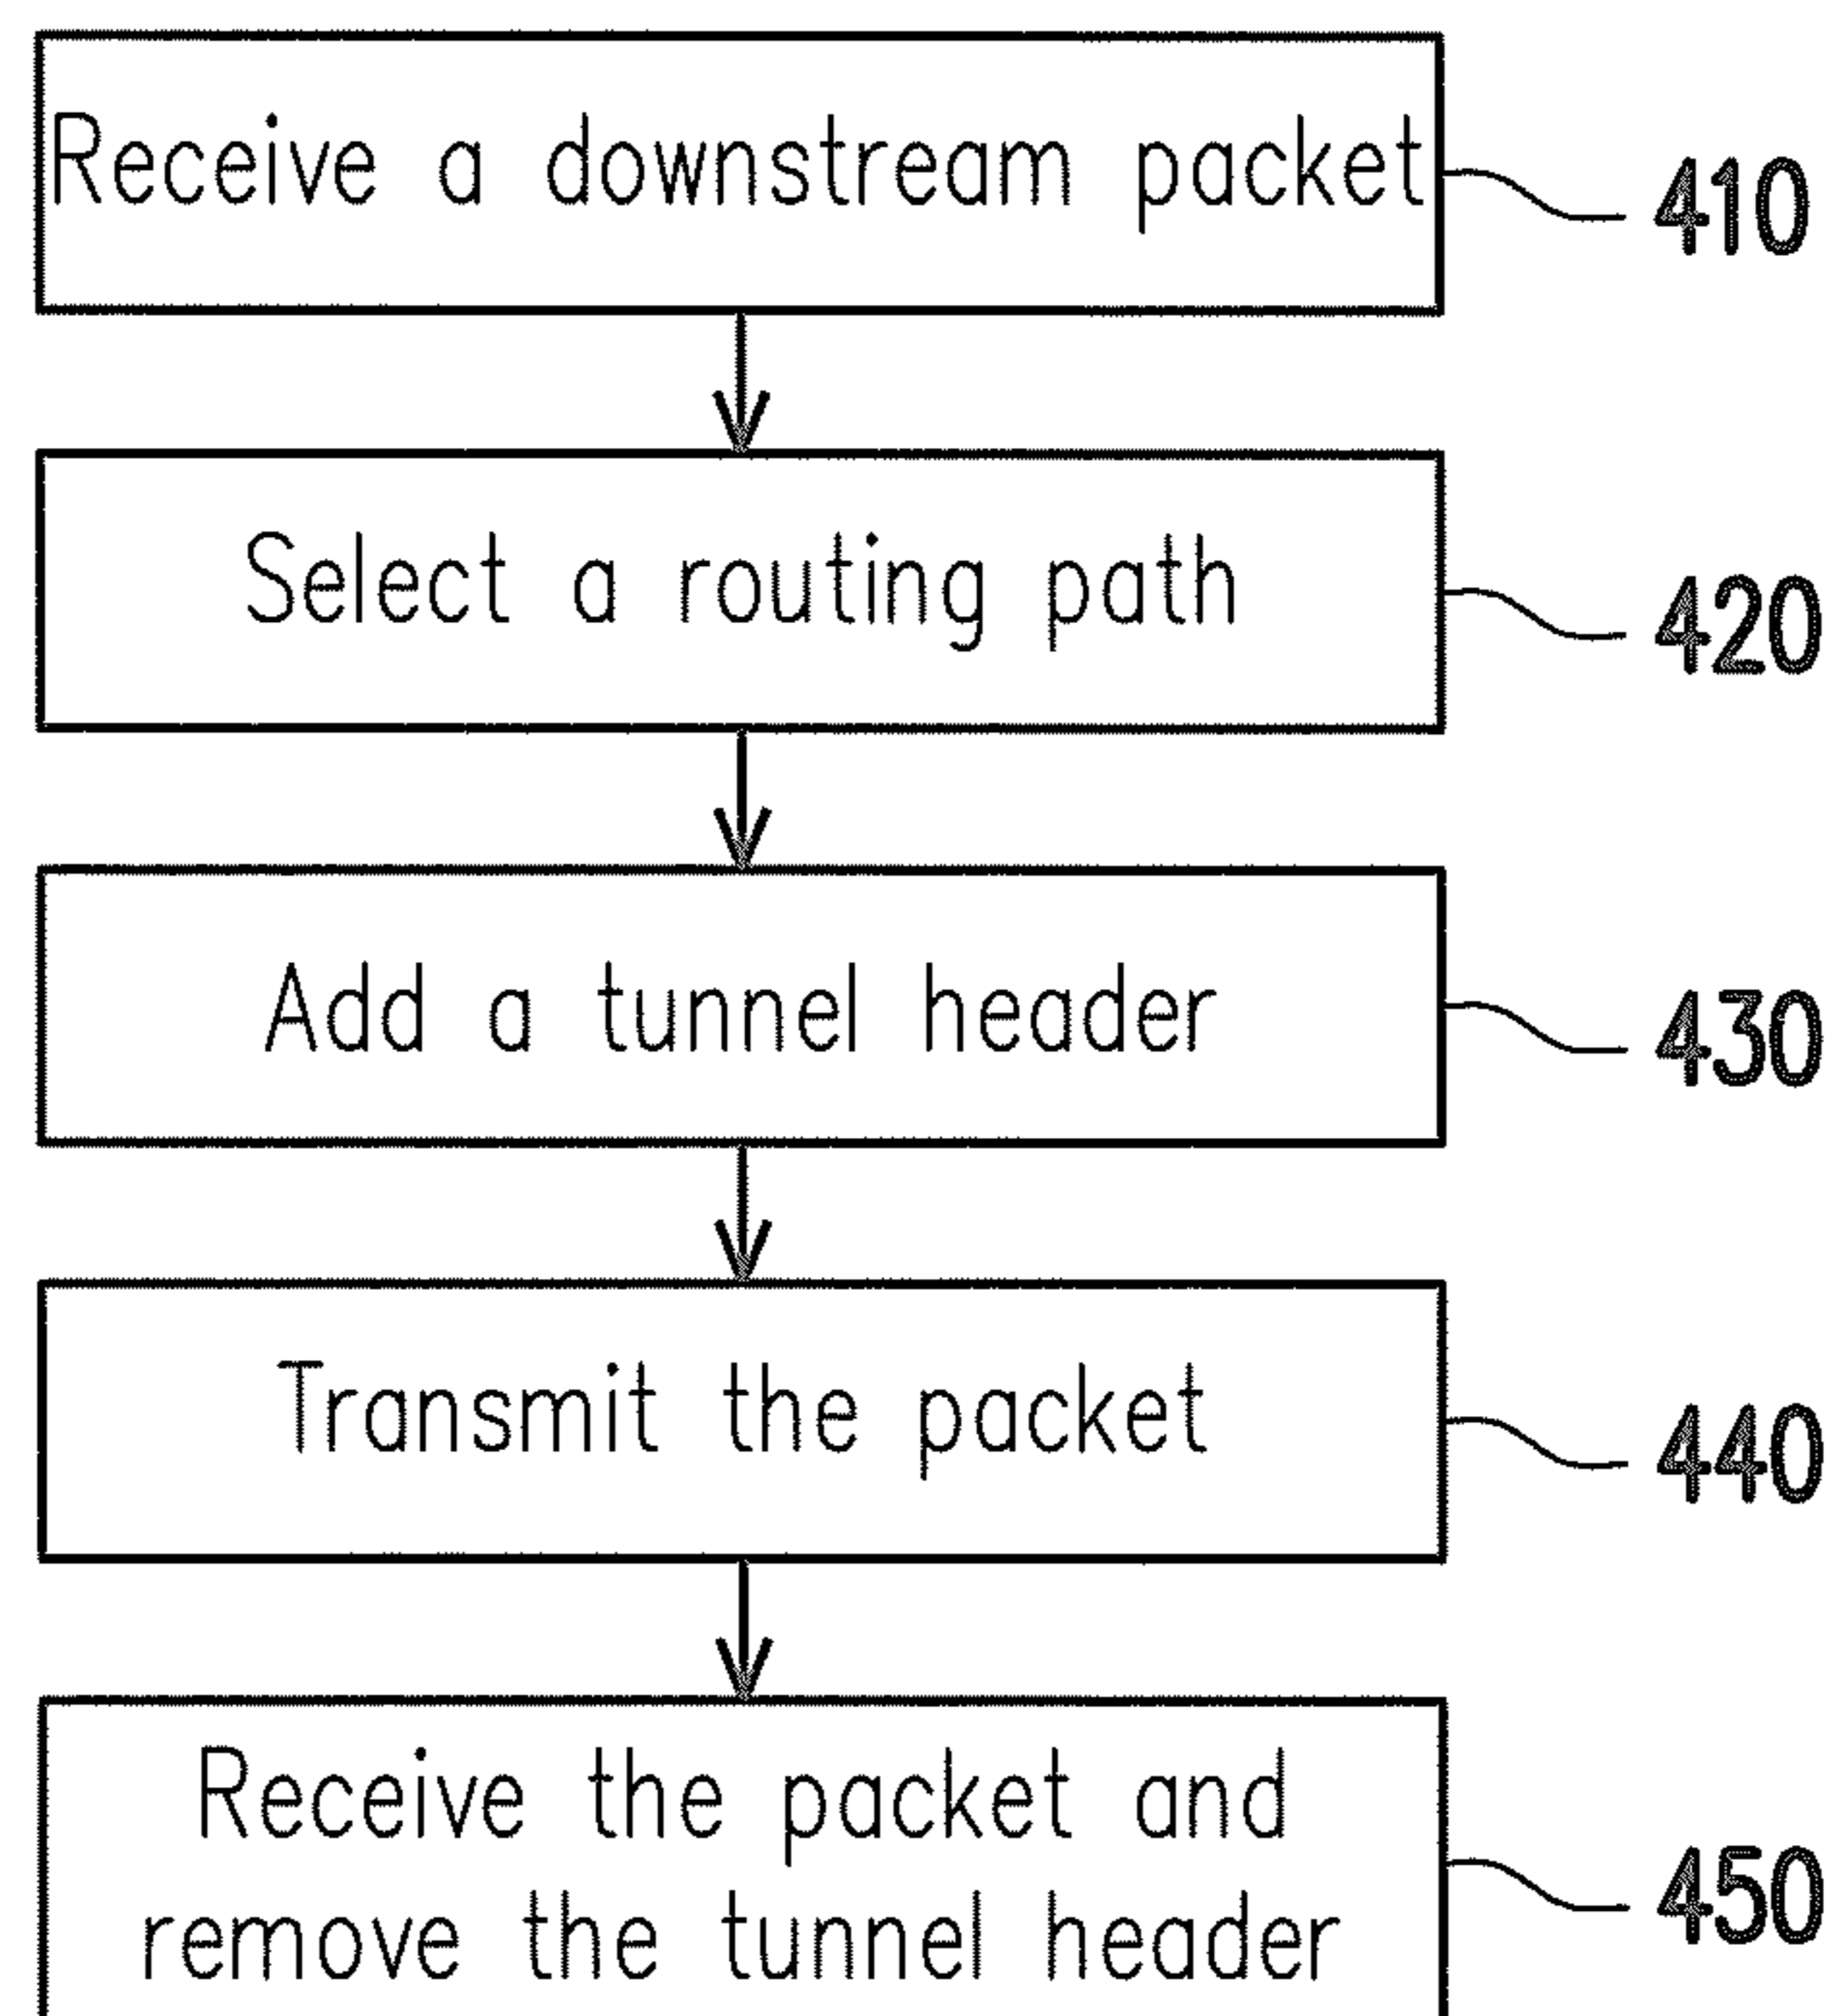 Receive a downstream packet
410
Select a routing path
420
Add a tunnel header
430
Transmit the packet
440
Receive the packet and
remove the tunnel header
450